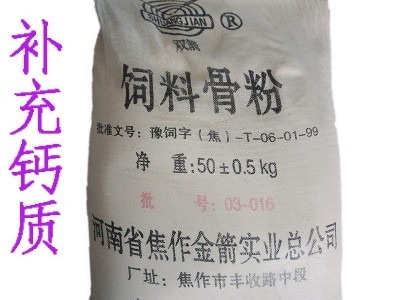 补充钙质
SHUANGJIAN
双箭
饲料骨粉
批准文号：豫饲字（焦）-T-06-01-99
净 重:50±0.5kg
批 号：03-016
河南省焦作金箭实业总公司
厂址：焦作市丰收路中段